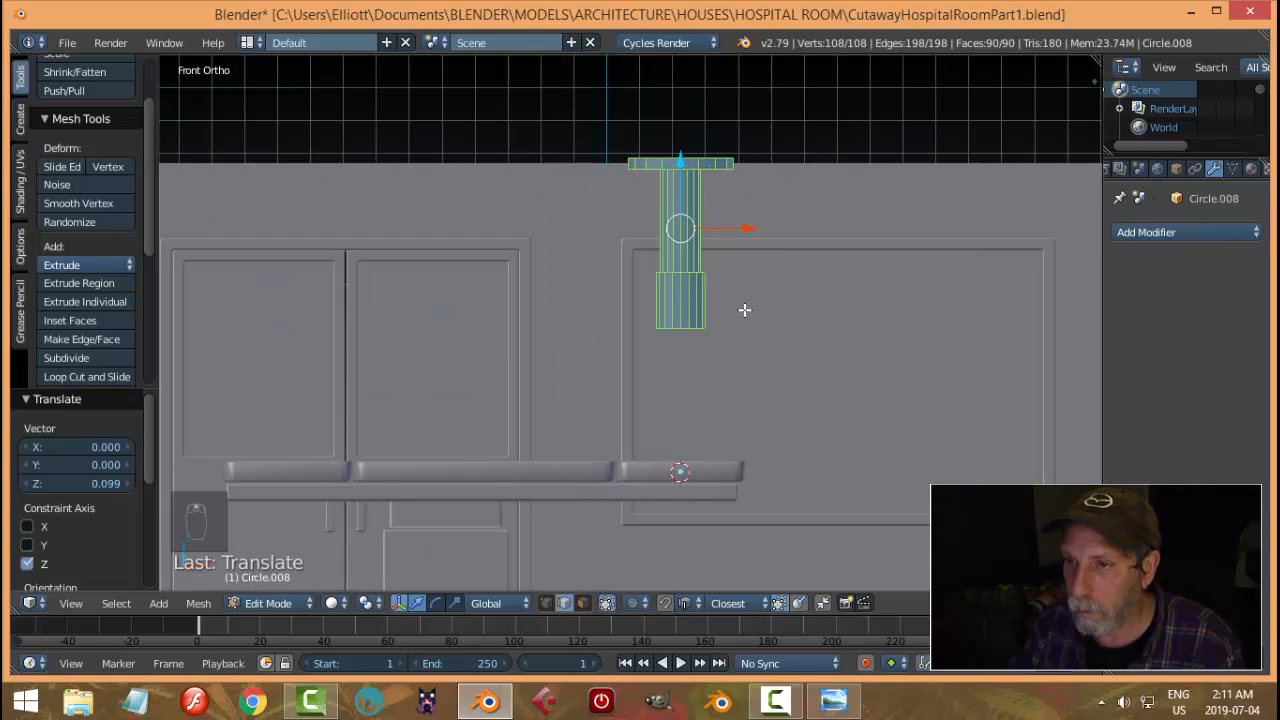 Blender* [C:\Users\Elliott\Documents\BLENDER\MODELS\ARCHITECTURE\HOUSES\HOSPITAL ROOM\CutawayHospitalRoomPart1.blend]
File Render Window Help Default Scene Cycles Render v2.79 | Verts:108/108 | Edges:198/198 | Faces:90/90 | Tris:180 | Mem:23.74M | Circle.008
Tools
Create
Shading / UVs
Options
Grease Pencil
Shrink/Fatten
Push/Pull
Mesh Tools
Deform:
Slide Ed Vertex
Noise
Smooth Vertex
Randomize
Add:
Extrude
Extrude Region
Extrude Individual
Inset Faces
Make Edge/Face
Subdivide
Loop Cut and Slide
Translate
Vector
X: 0.000
Y: 0.000
Z: 0.099
Constraint Axis
X
Y
Z
Orientation
Front Ortho
Last: Translate
(1) Circle.008
View Search All Sc
Scene
RenderLay
World
Circle.008
Add Modifier
View Select Add Mesh Edit Mode Global Closest
-40 -20 0 20 40 60 80 100 120 140 160 180 200 220
View Marker Frame Playback Start: 1 End: 250 1 No Sync
ENG
US
2:11 AM
2019-07-04